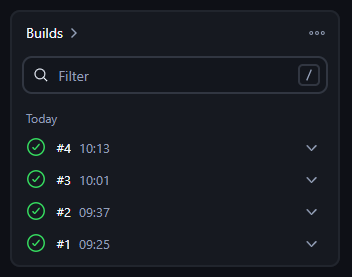 Builds
Filter /
Today
#4 10:13
#3 10:01
#2 09:37
#1 09:25